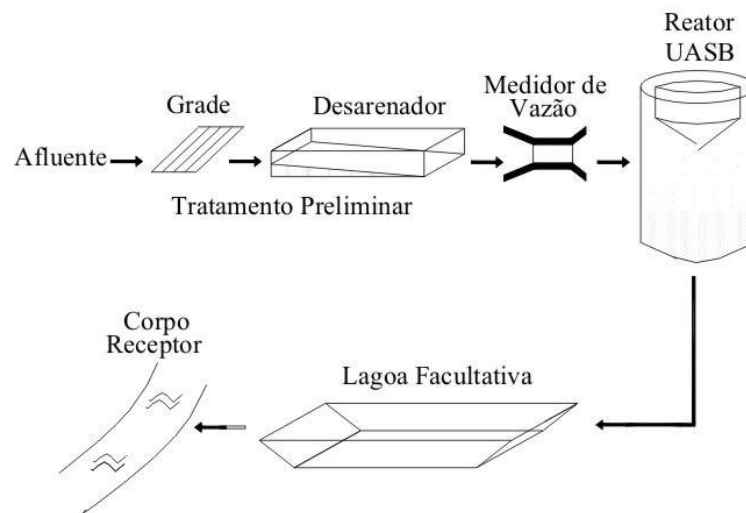 Afluente
Grade
Desarenador
Tratamento Preliminar
Medidor de
Vazão
Reator
UASB
Lagoa Facultativa
Corpo
Receptor